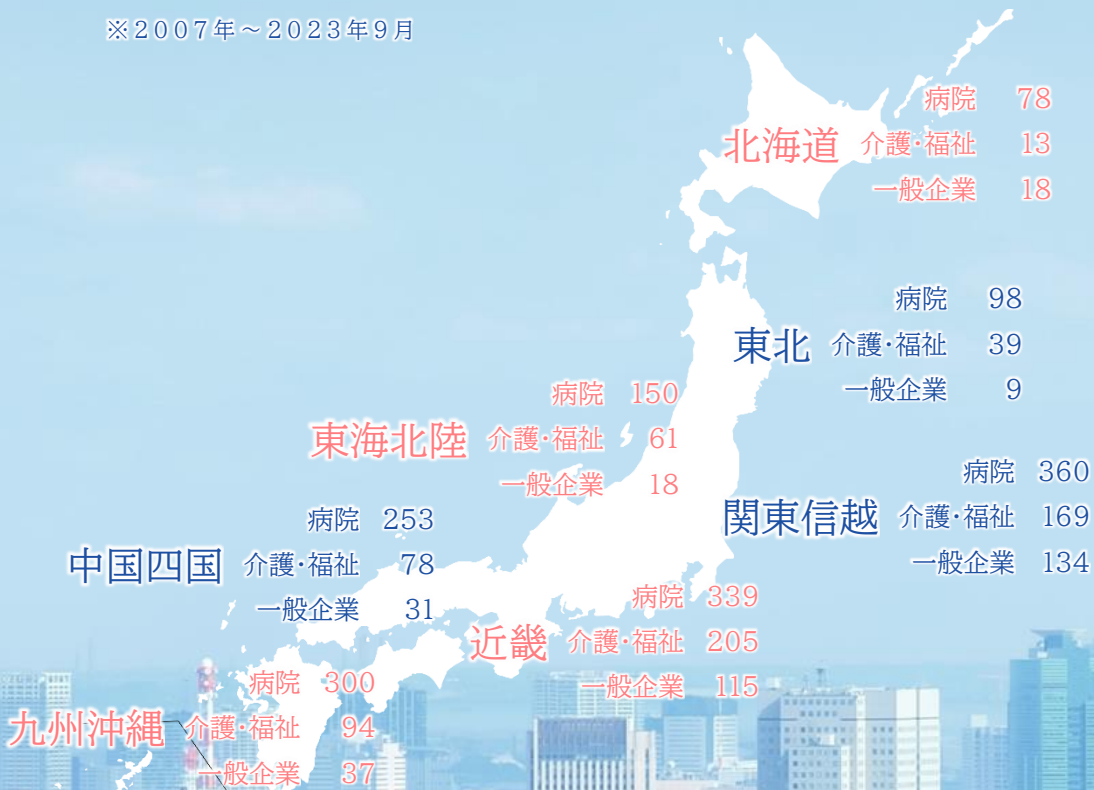 ※2007年～2023年9月
病院 78
北海道 介護・福祉 13
一般企業 18
病院 98
東北 介護・福祉 39
一般企業 9
病院 150
東海北陸 介護・福祉 61
一般企業 18
病院 360
関東信越 介護・福祉 169
一般企業 134
病院 253
中国四国 介護・福祉 78
一般企業 31
病院 339
近畿 介護・福祉 205
一般企業 115
病院 300
九州沖縄 介護・福祉 94
一般企業 37